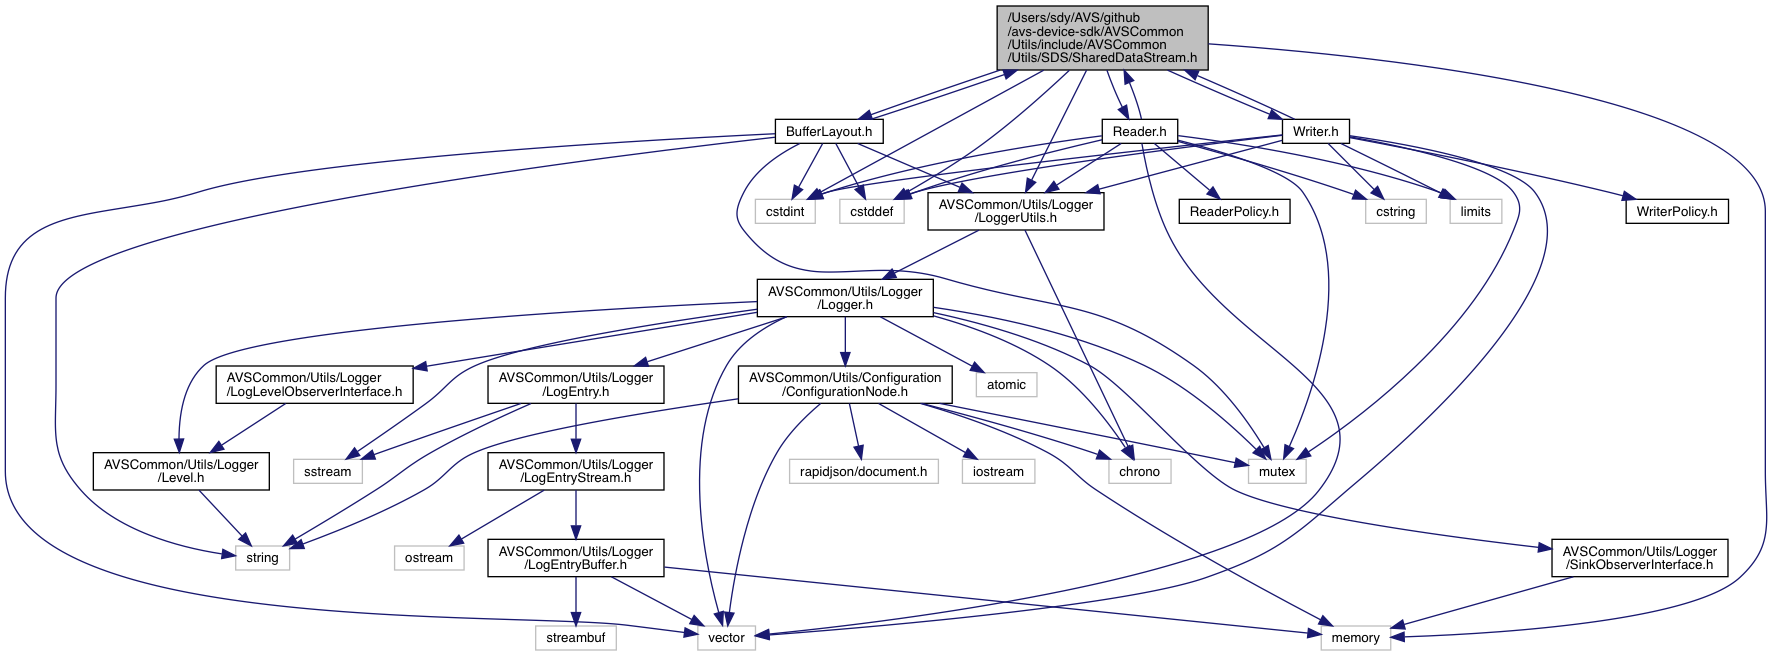 /Users/sdy/AVS/github
/avs-device-sdk/AVSCommon
/Utils/include/AVSCommon
/Utils/SDS/SharedDataStream.h
BufferLayout.h
Reader.h
Writer.h
cstdint
cstddef
AVSCommon/Utils/Logger
/LoggerUtils.h
ReaderPolicy.h
cstring
limits
WriterPolicy.h
AVSCommon/Utils/Logger
/Logger.h
AVSCommon/Utils/Logger
/LogLevelObserverInterface.h
AVSCommon/Utils/Logger
/LogEntry.h
AVSCommon/Utils/Configuration
/ConfigurationNode.h
atomic
AVSCommon/Utils/Logger
/Level.h
sstream
AVSCommon/Utils/Logger
/LogEntryStream.h
rapidjson/document.h
iostream
chrono
mutex
string
ostream
AVSCommon/Utils/Logger
/LogEntryBuffer.h
AVSCommon/Utils/Logger
/SinkObserverInterface.h
streambuf
vector
memory